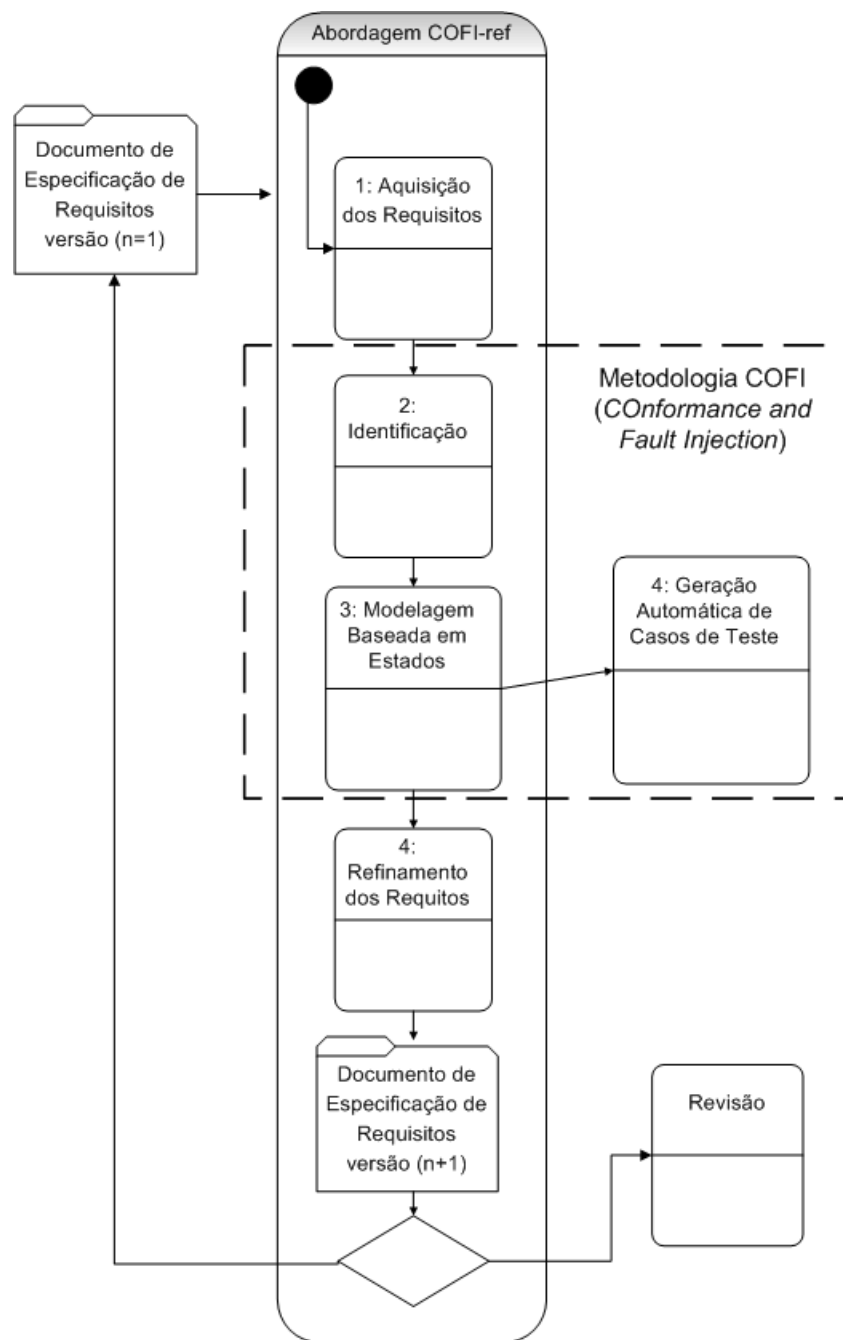 Abordagem COFI-ref
Documento de
Especificação de
Requisitos
versão (n=1)
1: Aquisição
dos Requisitos
Metodologia COFI
(COnformance and
Fault Injection)
2:
Identificação
3: Modelagem
Baseada em
Estados
4: Geração
Automática de
Casos de Teste
4:
Refinamento
dos Requitos
Documento de
Especificação de
Requisitos
versão (n+1)
Revisão